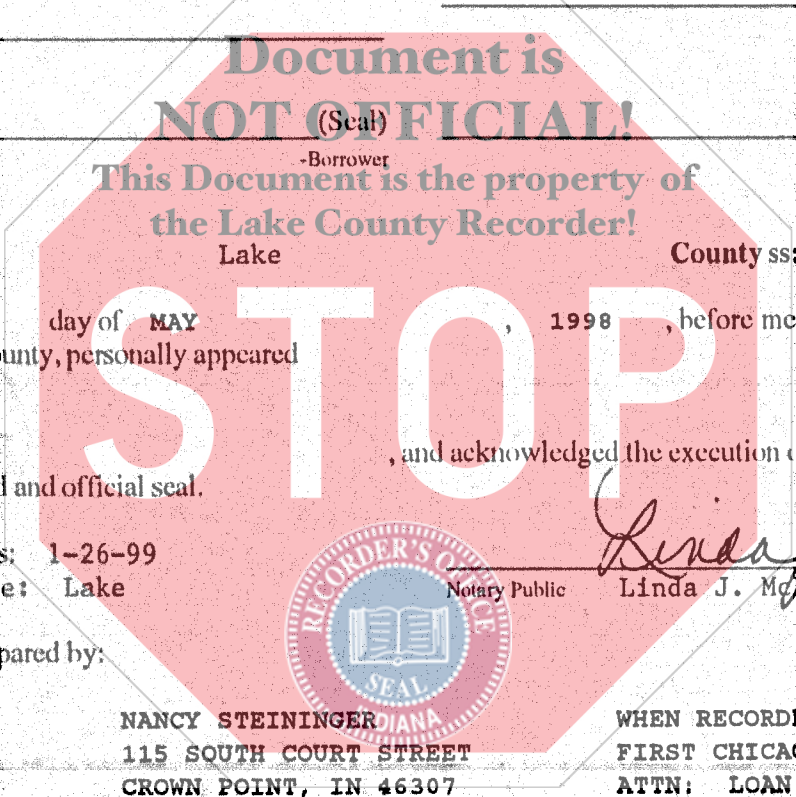 Document is
NOT OFFICIAL!
(Seal)
-Borrower
This Document is the property of
the Lake County Recorder!
Lake County ss:
day of MAY , 1998 , before me
unty, personally appeared
STOP
, and acknowledged the execution
and official seal.
s: 1-26-99
Linda
e: Lake Notary Public Linda J.
pared by:
RECORDER'S OFFICE
SEAL
INDIANA
NANCY STEININGER WHEN RECORD
115 SOUTH COURT STREET FIRST CHICA
CROWN POINT, IN 46307 ATTN: LOAN